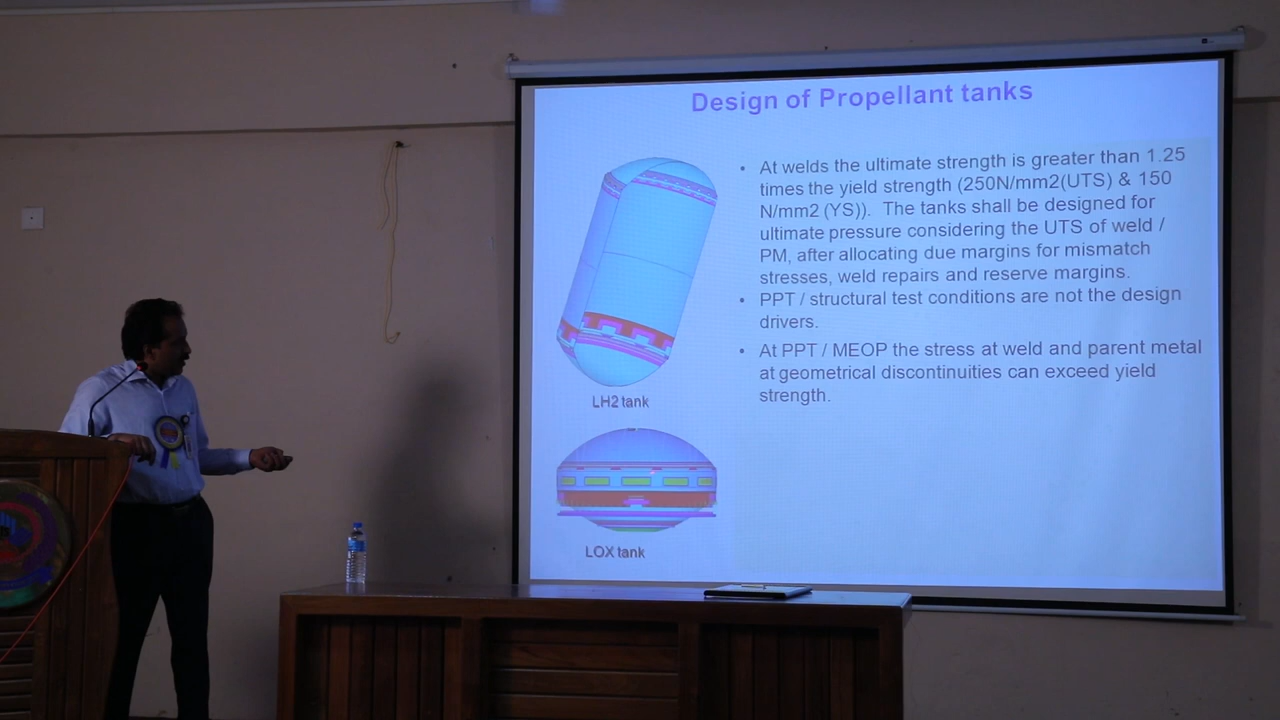 Design of Propellant tanks
• At welds the ultimate strength is greater than 1.25
times the yield strength (250N/mm2(UTS) & 150
N/mm2 (YS)). The tanks shall be designed for
ultimate pressure considering the UTS of weld /
PM, after allocating due margins for mismatch
stresses, weld repairs and reserve margins.
• PPT / structural test conditions are not the design
drivers.
• At PPT / MEOP the stress at weld and parent metal
at geometrical discontinuities can exceed yield
strength.
LH2 tank
LOX tank